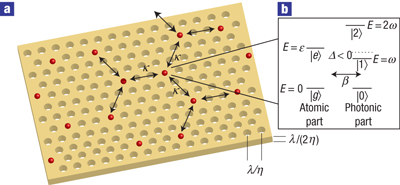 a
b
κ
κ
κ
|2⟩ E=2ω
E=ε |e⟩ Δ<0
|1⟩ E=ω
β
E=0 |g⟩ |0⟩
Atomic part
Photonic part
λ/(2η)
λ/η